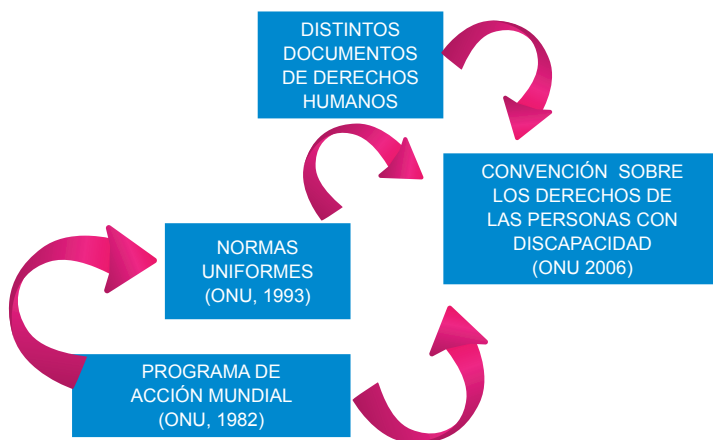 DISTINTOS
DOCUMENTOS
DE DERECHOS
HUMANOS
CONVENCIÓN SOBRE
LOS DERECHOS DE
LAS PERSONAS CON
DISCAPACIDAD
(ONU 2006)
NORMAS
UNIFORMES
(ONU, 1993)
PROGRAMA DE
ACCIÓN MUNDIAL
(ONU, 1982)